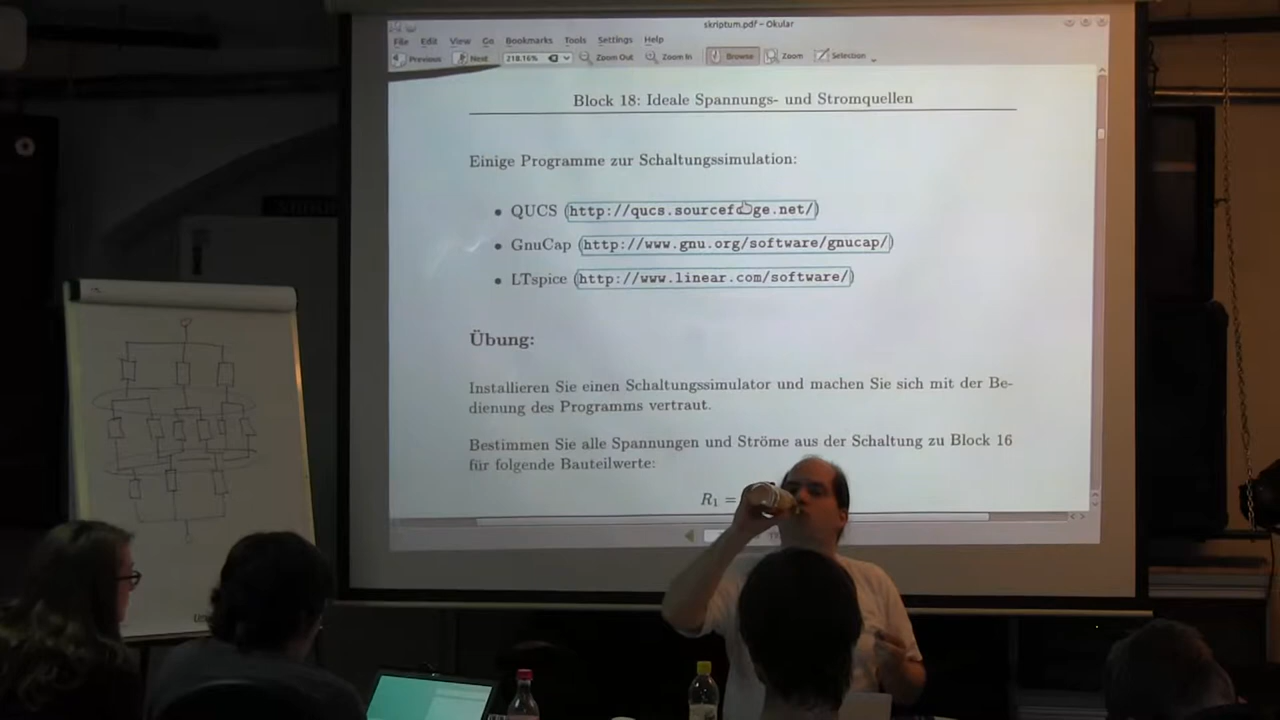 skriptum.pdf – Okular
File Edit View Go Bookmarks Tools Settings Help
Previous Next 218.16% Zoom Out Zoom In Browse Zoom Selection
Block 18: Ideale Spannungs- und Stromquellen
Einige Programme zur Schaltungssimulation:
• QUCS (http://qucs.sourceforge.net/)
• GnuCap (http://www.gnu.org/software/gnucap/)
• LTspice (http://www.linear.com/software/)
Übung:
Installieren Sie einen Schaltungssimulator und machen Sie sich mit der Be-
dienung des Programms vertraut.
Bestimmen Sie alle Spannungen und Ströme aus der Schaltung zu Block 16
für folgende Bauteilwerte:
R₁ =